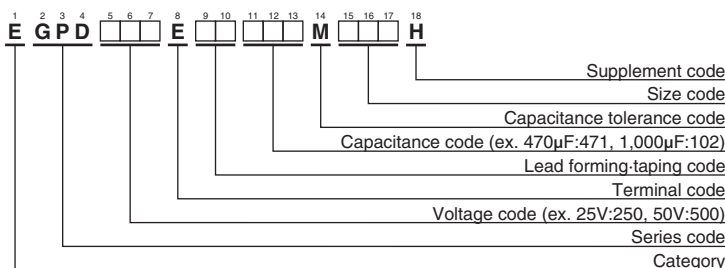 1 2 3 4 5 6 7 8 9 10 11 12 13 14 15 16 17 18
E GPD □□□ E □□ □□□ M □□□ H
Supplement code
Size code
Capacitance tolerance code
Capacitance code (ex. 470µF:471, 1,000µF:102)
Lead forming·taping code
Terminal code
Voltage code (ex. 25V:250, 50V:500)
Series code
Category